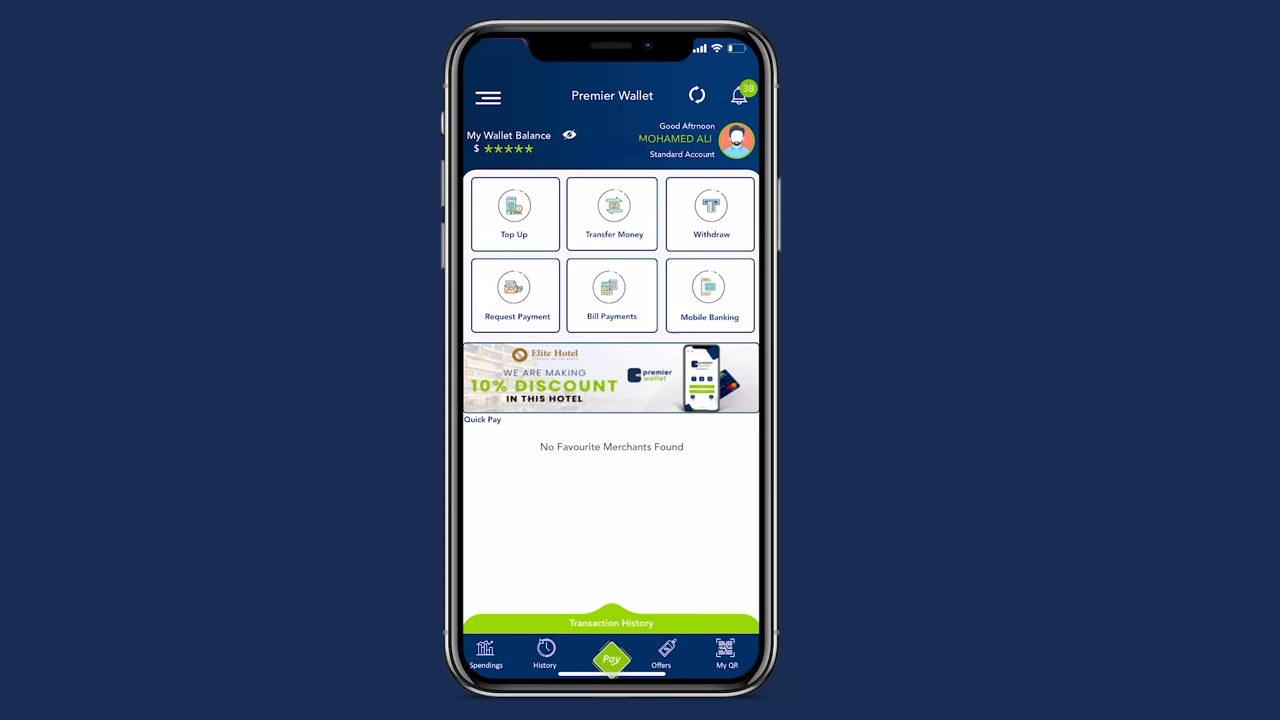 Premier Wallet
38
My Wallet Balance
$ *****
Good Aftrnoon
MOHAMED ALI
Standard Account
Top Up
Transfer Money
Withdraw
Request Payment
Bill Payments
Mobile Banking
Elite Hotel
WE ARE MAKING
10% DISCOUNT
IN THIS HOTEL
premier
wallet
Quick Pay
No Favourite Merchants Found
Transaction History
Spendings
History
Pay
Offers
My QR